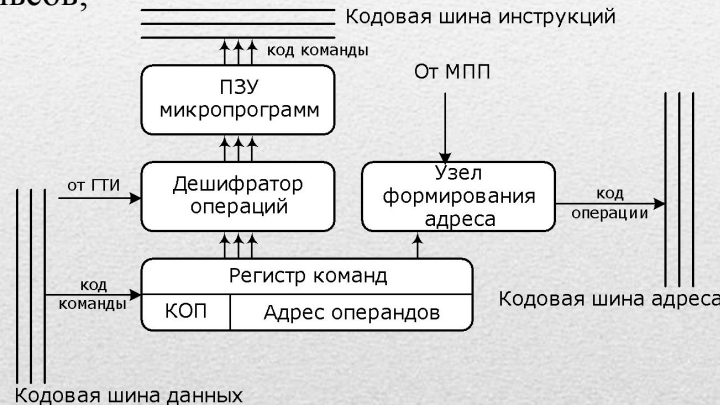 Кодовая шина инструкций
код команды
ПЗУ
микропрограмм
От МПП
от ГТИ
Дешифратор
операций
Узел
формирования
адреса
код
операции
код
команды
Регистр команд
КОП
Адрес операндов
Кодовая шина адреса
Кодовая шина данных